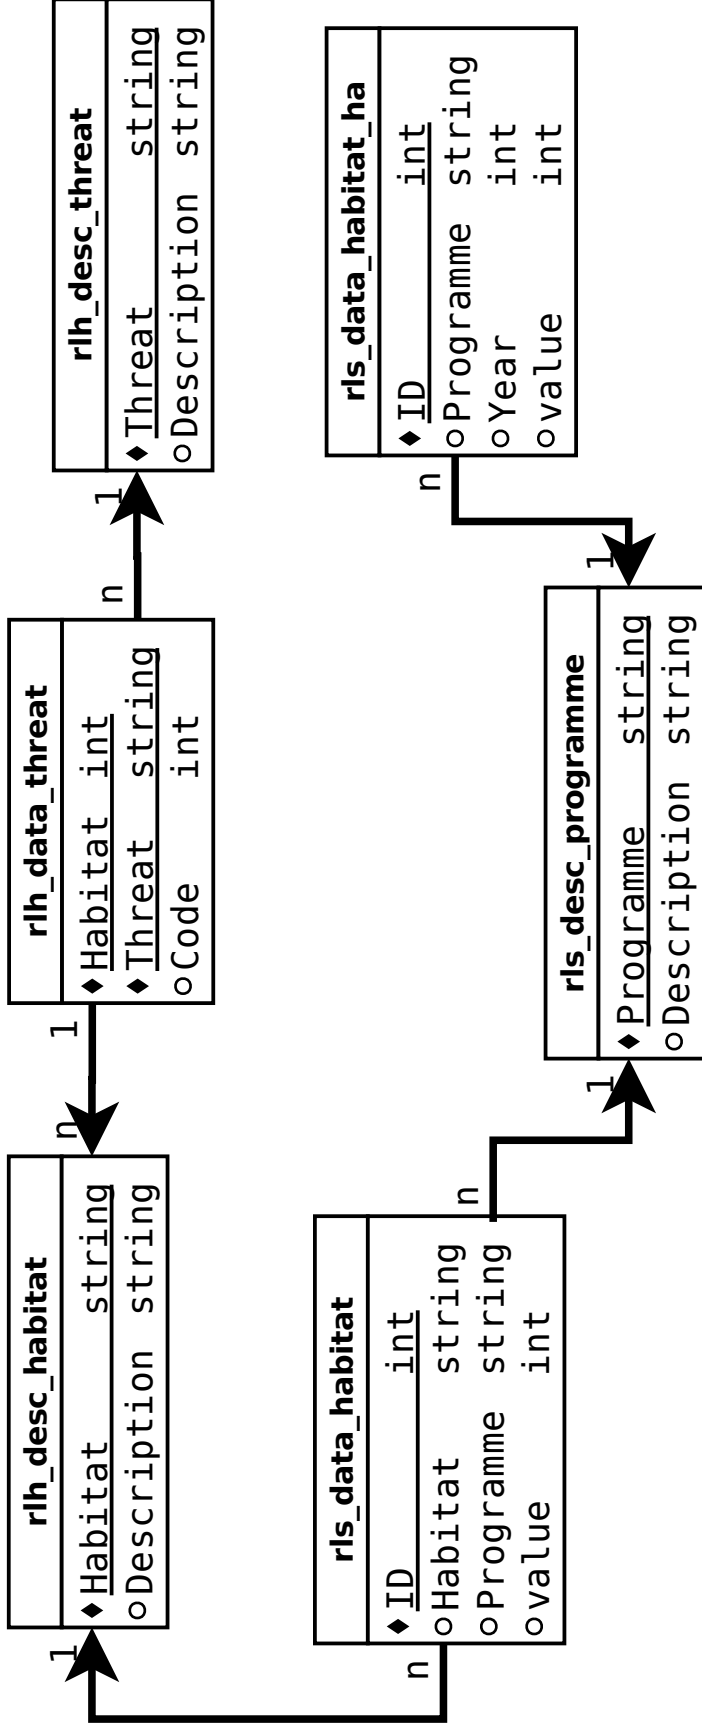 rlh_desc_habitat
Habitat string
Description string
1
n
1
rlh_data_threat
Habitat int
Threat string
Code int
n
1
rlh_desc_threat
Threat string
Description string
rls_data_habitat
ID int
Habitat string
Programme string
value int
n
n
1
rls_desc_programme
Programme string
Description string
1
n
rls_data_habitat_ha
ID int
Programme string
Year int
value int